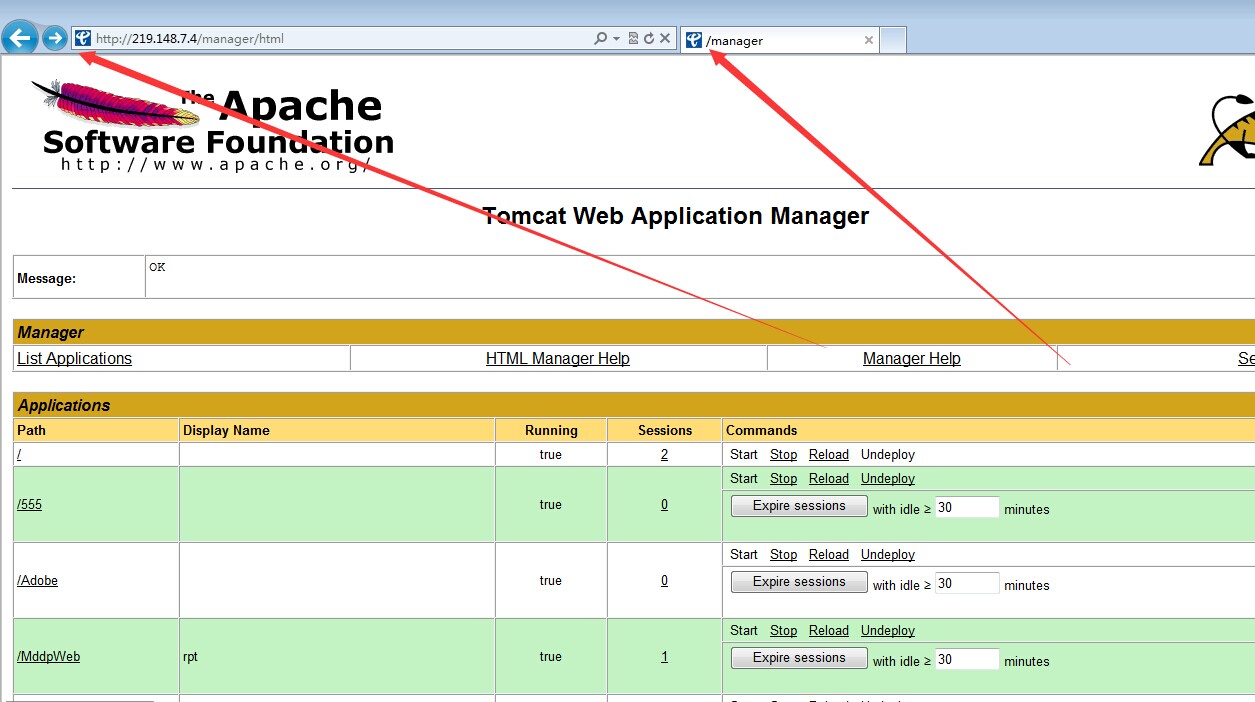 http://219.148.7.4/manager/html
/manager
The Apache
Software Foundation
http://www.apache.org/
Tomcat Web Application Manager
Message:
OK
Manager
List Applications
HTML Manager Help
Manager Help
Se
Applications
Path Display Name Running Sessions Commands
/ true 2 Start Stop Reload Undeploy
Start Stop Reload Undeploy
/555 true 0 Expire sessions with idle ≥ 30 minutes
Start Stop Reload Undeploy
/Adobe true 0 Expire sessions with idle ≥ 30 minutes
Start Stop Reload Undeploy
/MddpWeb rpt true 1 Expire sessions with idle ≥ 30 minutes